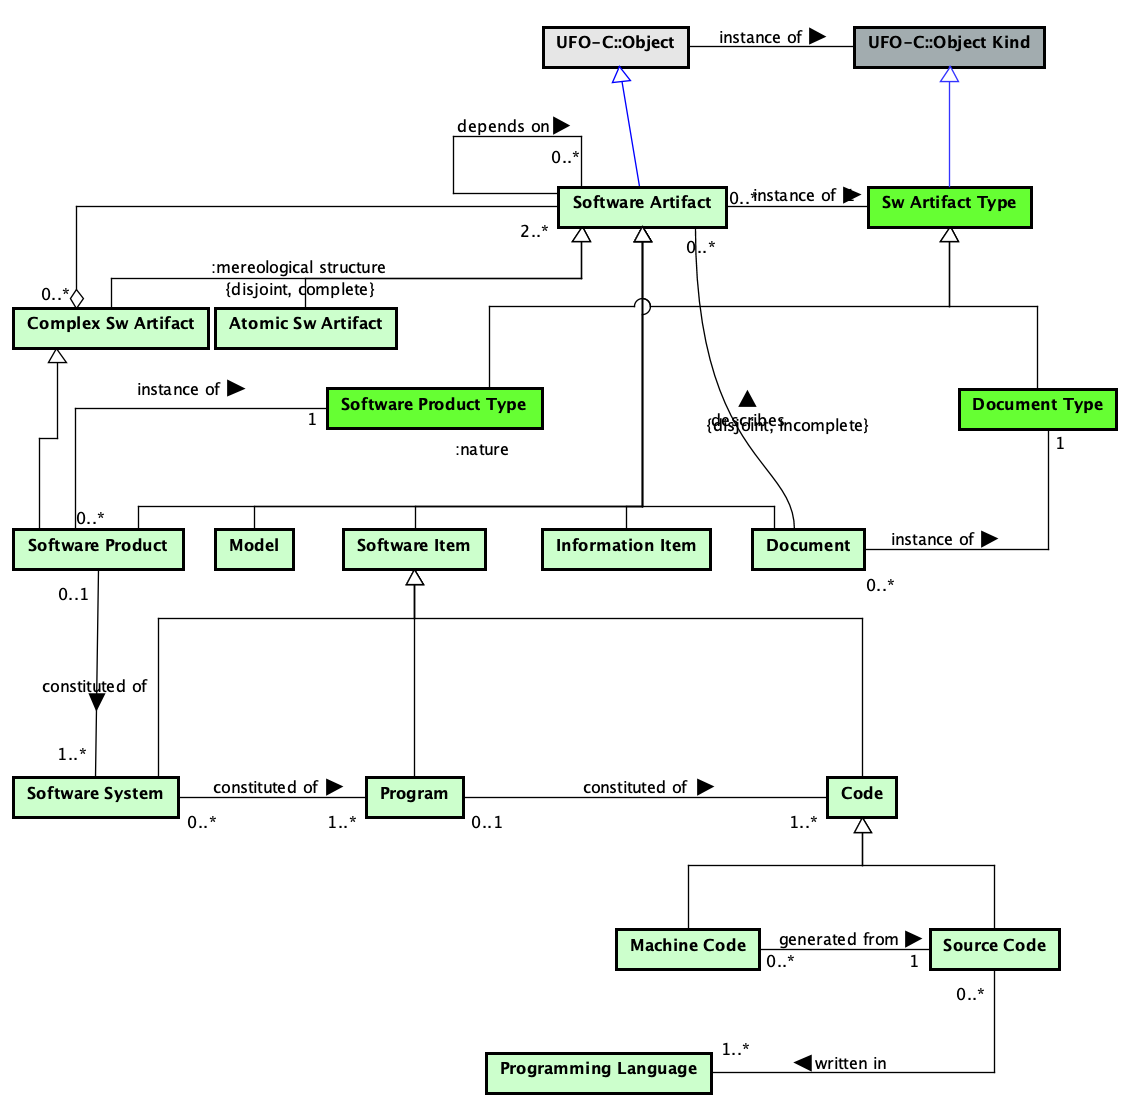 UFO-C::Object
instance of
UFO-C::Object Kind
depends on
0..*
Software Artifact
0..*
instance of
Sw Artifact Type
2..*
0..*
:mereological structure
{disjoint, complete}
0..*
Complex Sw Artifact
Atomic Sw Artifact
instance of
1
Software Product Type
Document Type
describes
{disjoint, incomplete}
1
:nature
0..*
Software Product
Model
Software Item
Information Item
Document
instance of
0..*
0..1
constituted of
1..*
Software System
constituted of
Program
constituted of
Code
0..*
1..*
0..1
1..*
Machine Code
generated from
Source Code
0..*
1
0..*
1..*
written in
Programming Language